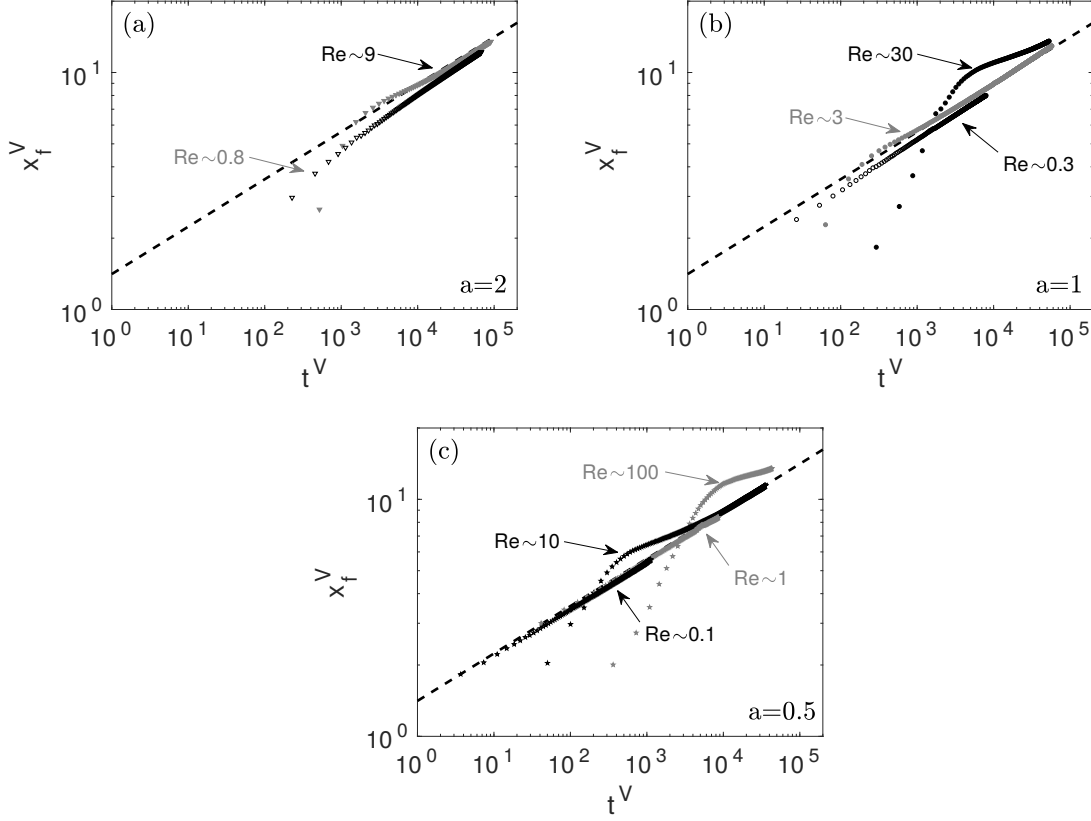 (a)
10^1
Re~9
Re~0.8
x_f^V
a=2
10^0
10^0 10^1 10^2 10^3 10^4 10^5
t^V
(b)
10^1
Re~30
Re~3
x_f^V
Re~0.3
a=1
10^0
10^0 10^1 10^2 10^3 10^4 10^5
t^V
(c)
Re~100
10^1
Re~10
Re~1
x_f^V
Re~0.1
a=0.5
10^0
10^0 10^1 10^2 10^3 10^4 10^5
t^V